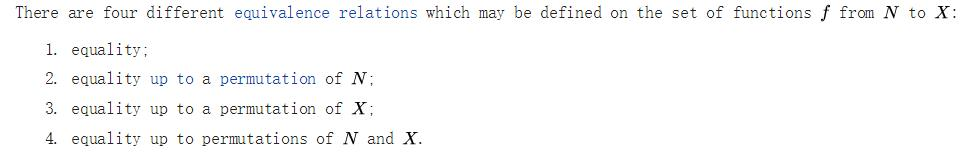 There are four different equivalence relations which may be defined on the set of functions f from N to X:
1. equality;
2. equality up to a permutation of N;
3. equality up to a permutation of X;
4. equality up to permutations of N and X.